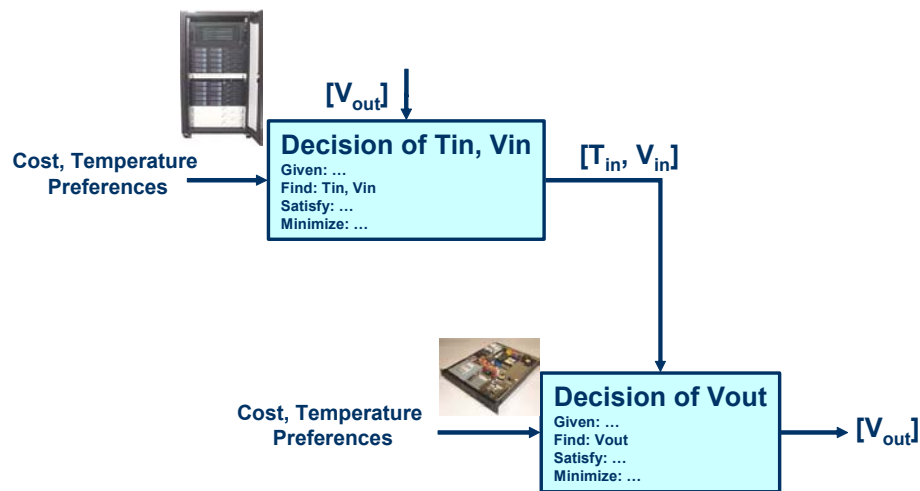 [Vout]
Decision of Tin, Vin
Given: …
Find: Tin, Vin
Satisfy: …
Minimize: …
Cost, Temperature
Preferences
[Tin, Vin]
Decision of Vout
Given: …
Find: Vout
Satisfy: …
Minimize: …
Cost, Temperature
Preferences
[Vout]